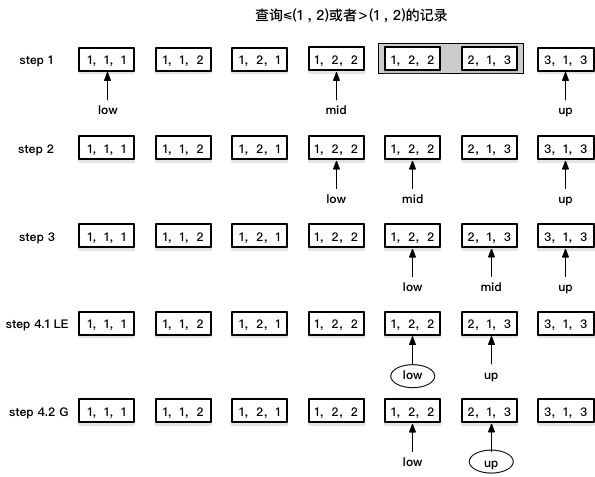 查询≤(1 , 2)或者>(1 , 2)的记录
step 1 1, 1, 1 1, 1, 2 1, 2, 1 1, 2, 2 1, 2, 2 2, 1, 3 3, 1, 3
low mid up
step 2 1, 1, 1 1, 1, 2 1, 2, 1 1, 2, 2 1, 2, 2 2, 1, 3 3, 1, 3
low mid up
step 3 1, 1, 1 1, 1, 2 1, 2, 1 1, 2, 2 1, 2, 2 2, 1, 3 3, 1, 3
low mid up
step 4.1 LE 1, 1, 1 1, 1, 2 1, 2, 1 1, 2, 2 1, 2, 2 2, 1, 3 3, 1, 3
low up
step 4.2 G 1, 1, 1 1, 1, 2 1, 2, 1 1, 2, 2 1, 2, 2 2, 1, 3 3, 1, 3
low up